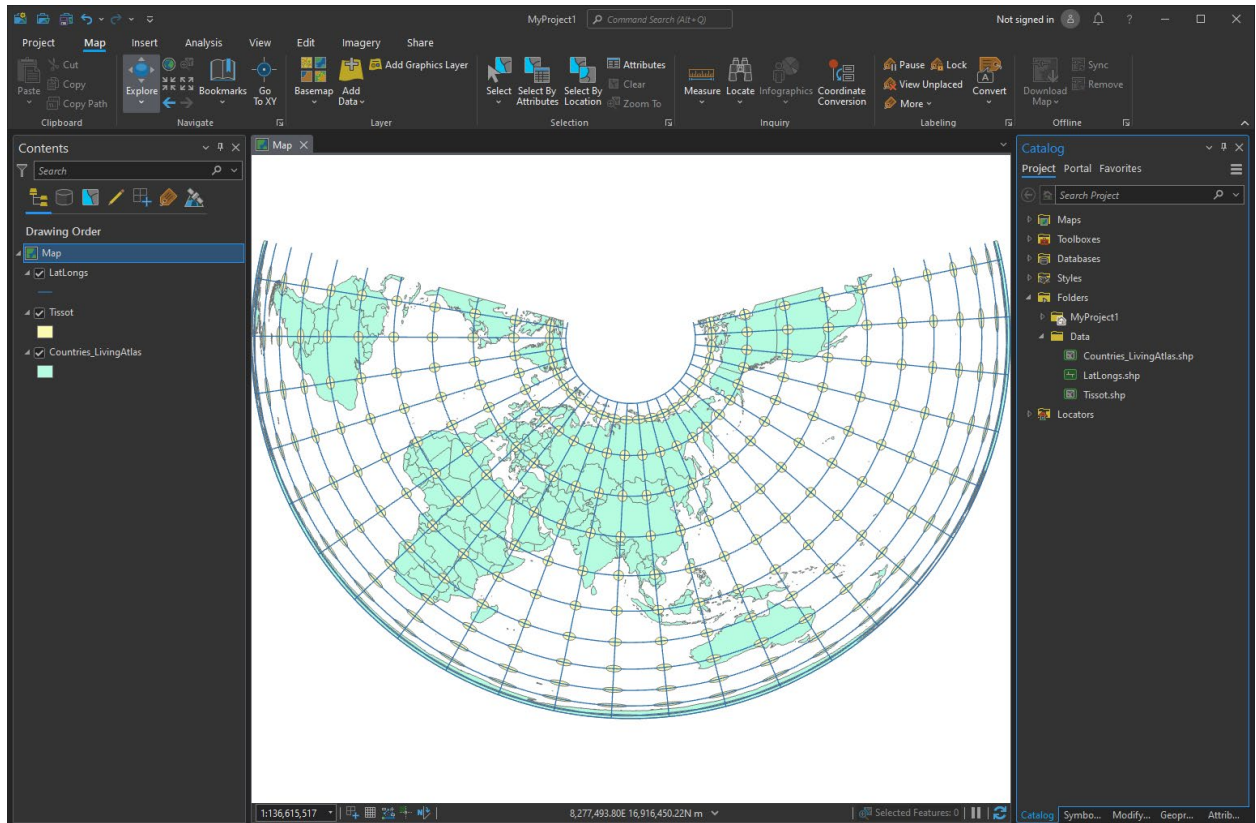 MyProject1
Command Search (Alt+Q)
Not signed in
?
Project Map Insert Analysis View Edit Imagery Share
Paste
Cut
Copy
Copy Path
Clipboard
Explore
Bookmarks
Go To XY
Navigate
Basemap
Add Data
Add Graphics Layer
Layer
Select
Select By Attributes
Select By Location
Attributes
Clear
Zoom To
Selection
Measure
Locate
Infographics
Coordinate Conversion
Inquiry
Pause
Lock
View Unplaced
More
Convert
Labeling
Download Map
Sync
Remove
Offline
Contents
Search
Drawing Order
Map
LatLongs
Tissot
Countries_LivingAtlas
Map
1:136,615,517
8,277,493.80E 16,916,450.22N m
Selected Features: 0
Catalog
Project Portal Favorites
Search Project
Maps
Toolboxes
Databases
Styles
Folders
MyProject1
Data
Countries_LivingAtlas.shp
LatLongs.shp
Tissot.shp
Locators
Catalog Symbo... Modify... Geopr... Attrib...